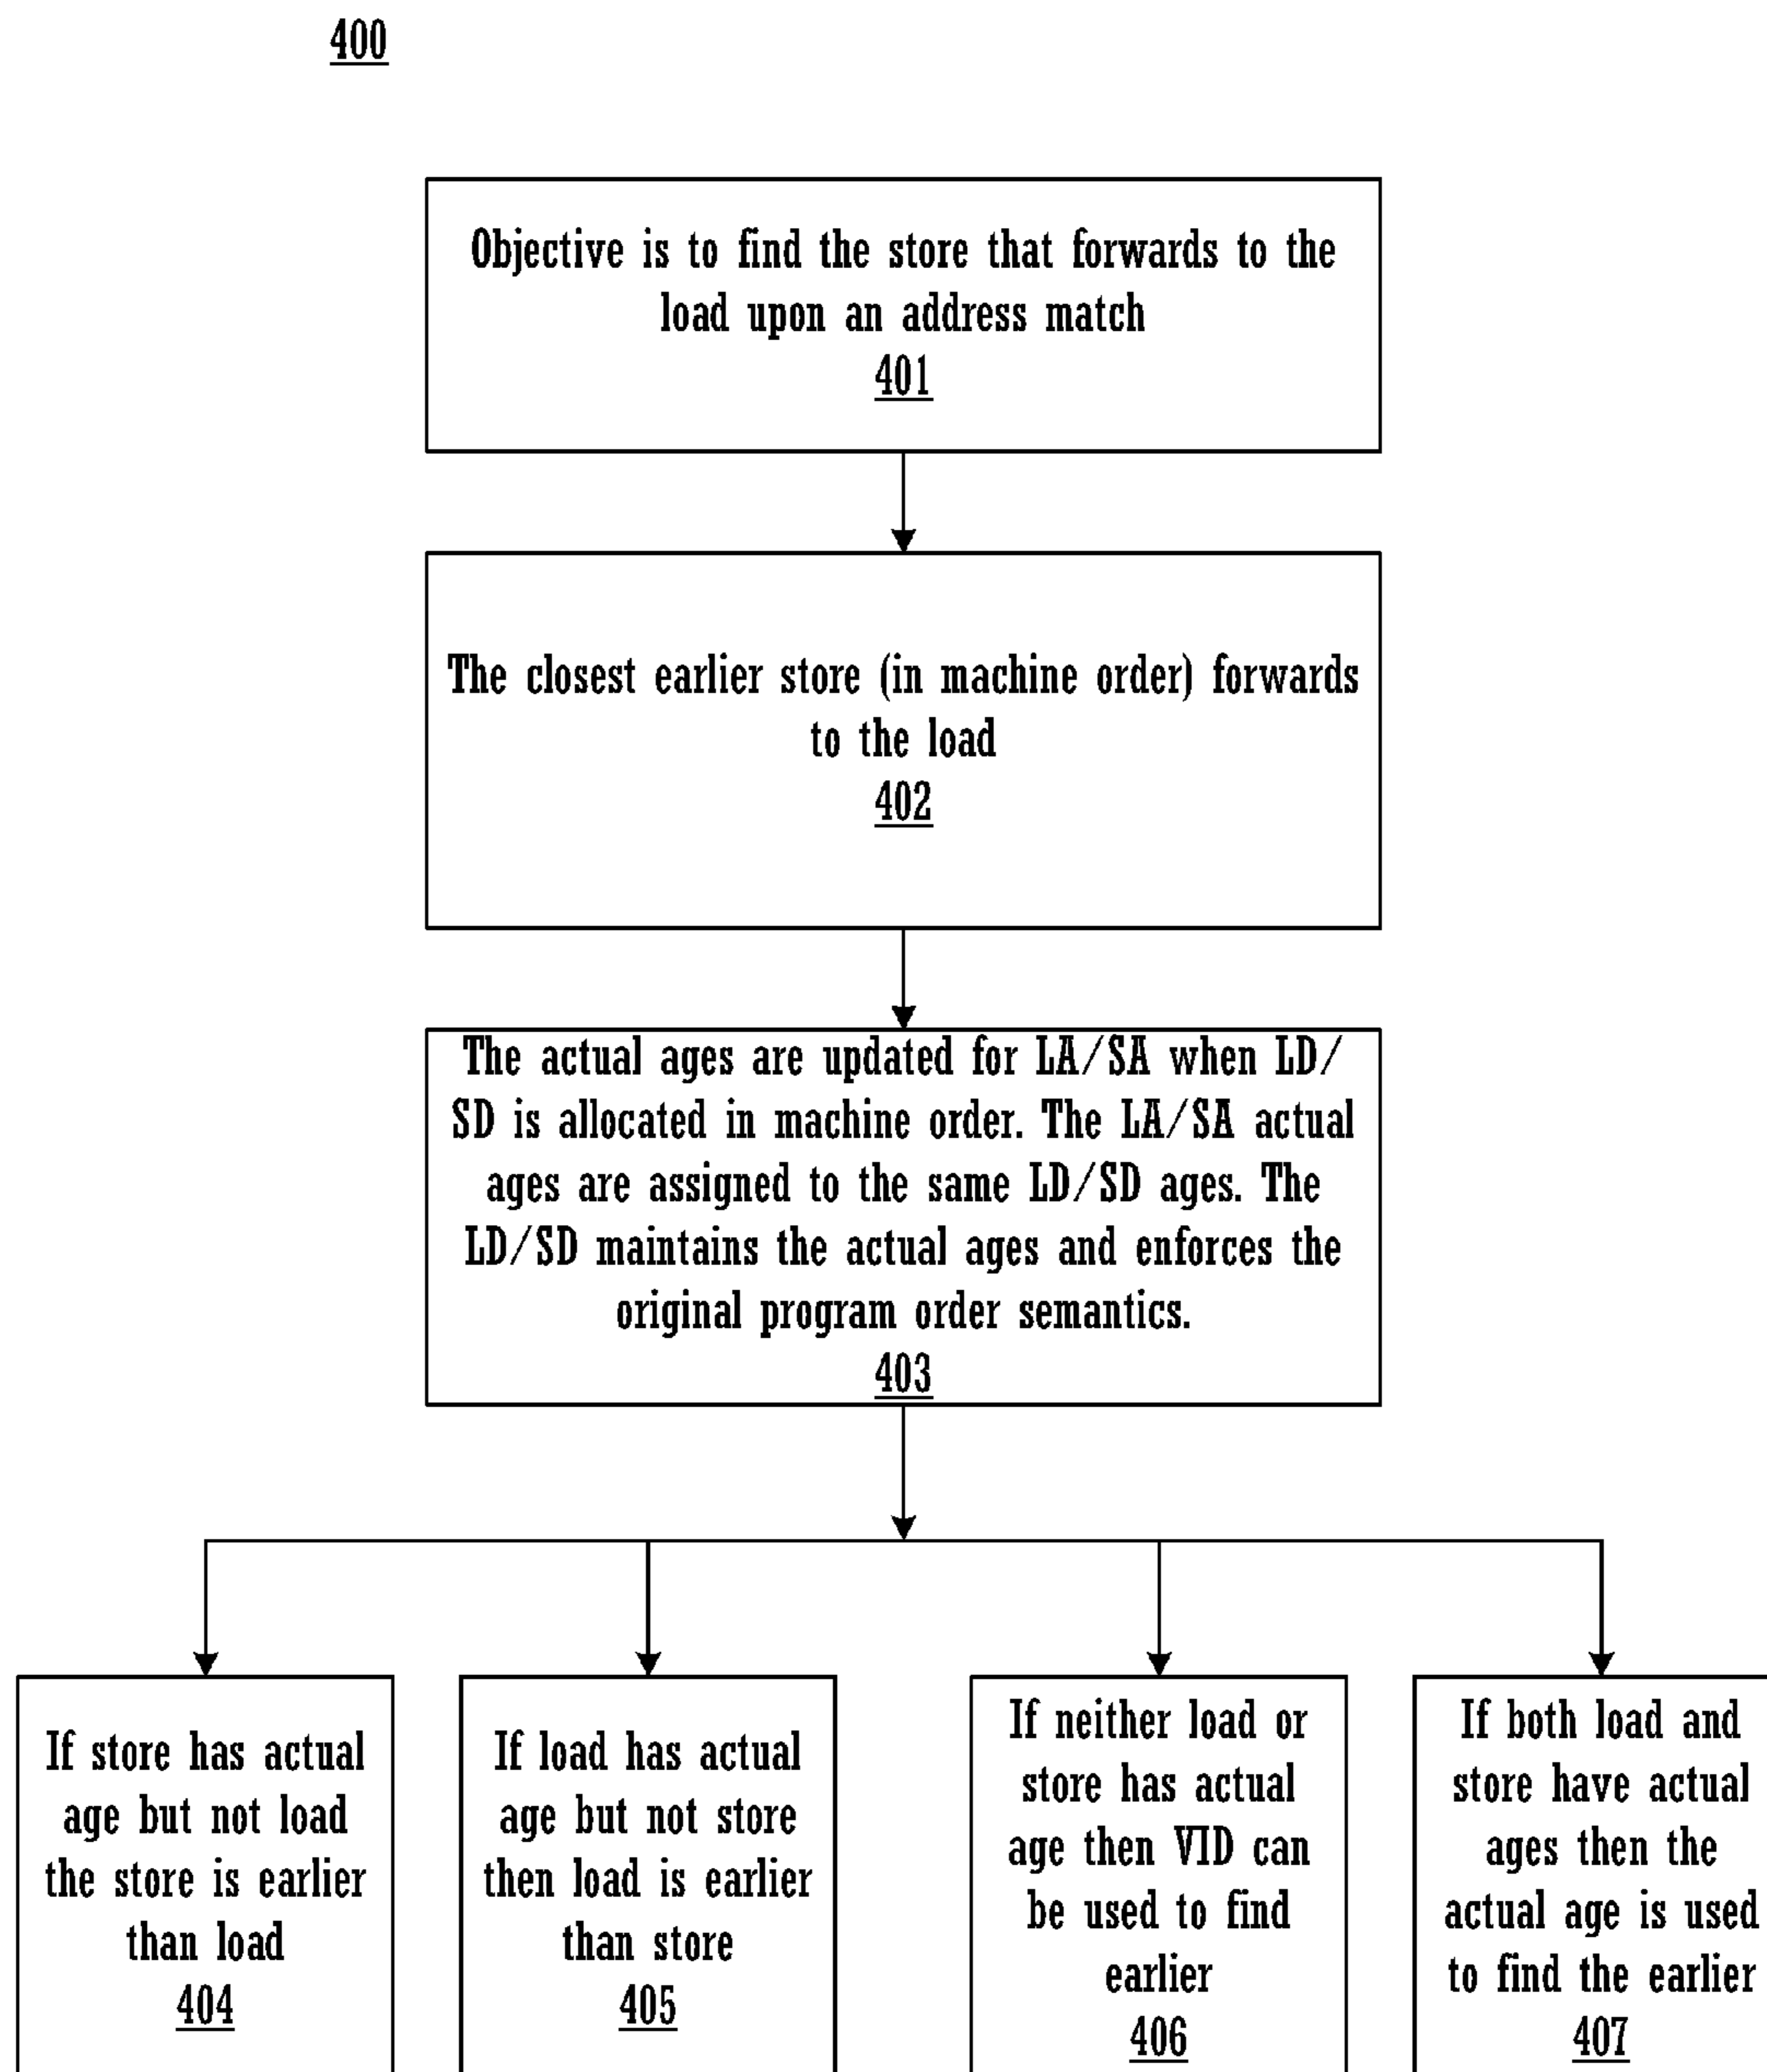 400
Objective is to find the store that forwards to the
load upon an address match
401
The closest earlier store (in machine order) forwards
to the load
402
The actual ages are updated for LA/SA when LD/
SD is allocated in machine order. The LA/SA actual
ages are assigned to the same LD/SD ages. The
LD/SD maintains the actual ages and enforces the
original program order semantics.
403
If store has actual
age but not load
the store is earlier
than load
404
If load has actual
age but not store
then load is earlier
than store
405
If neither load or
store has actual
age then VID can
be used to find
earlier
406
If both load and
store have actual
ages then the
actual age is used
to find the earlier
407